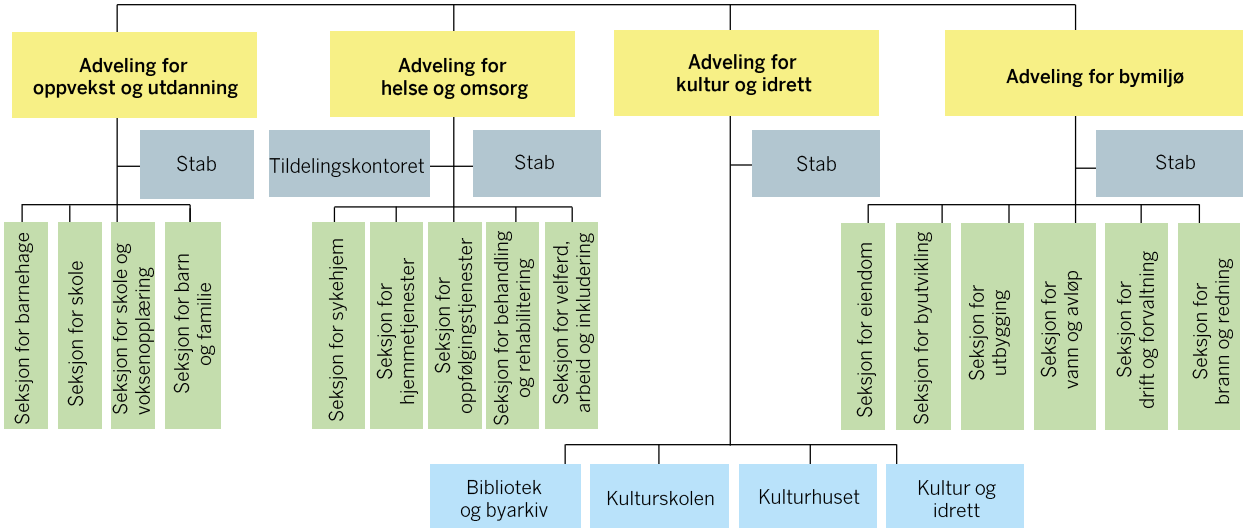 Adveling for
oppvekst og utdanning
Adveling for
helse og omsorg
Adveling for
kultur og idrett
Adveling for bymiljø
Stab
Tildelingskontoret
Stab
Stab
Stab
Seksjon for barnehage
Seksjon for skole
Seksjon for skole og
voksenopplæring
Seksjon for barn
og familie
Seksjon for sykehjem
Seksjon for
hjemmetjenester
Seksjon for
oppfølgingstjenester
Seksjon for behandling
og rehabilitering
Seksjon for velferd,
arbeid og inkludering
Seksjon for eiendom
Seksjon for byutvikling
Seksjon for
utbygging
Seksjon for
vann og avløp
Seksjon for
drift og forvaltning
Seksjon for
brann og redning
Bibliotek
og byarkiv
Kulturskolen
Kulturhuset
Kultur og
idrett